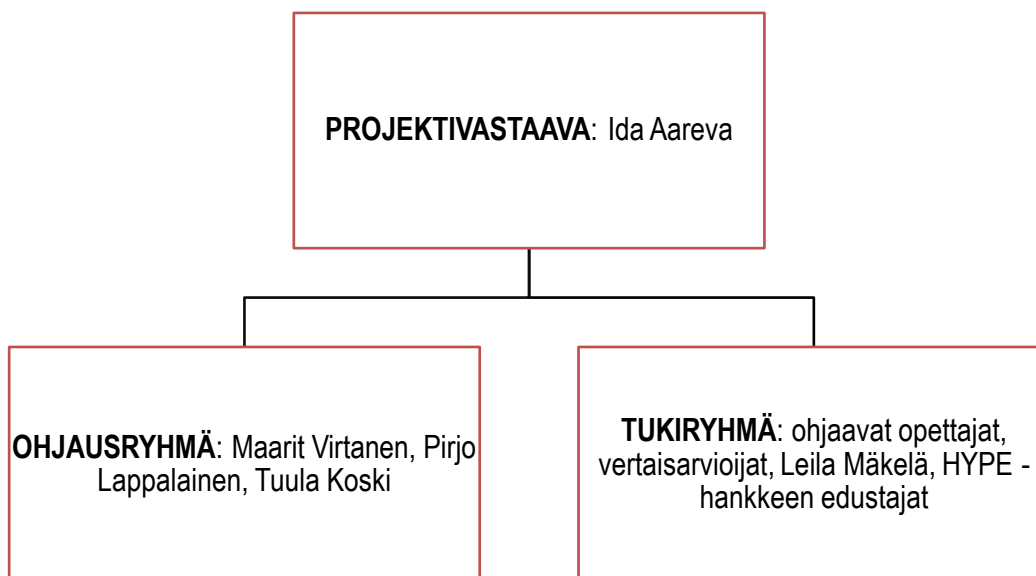 PROJEKTIVASTAAVA: Ida Aareva
OHJAUSRYHMÄ: Maarit Virtanen, Pirjo
Lappalainen, Tuula Koski
TUKIRYHMÄ: ohjaavat opettajat,
vertaisarvioijat, Leila Mäkelä, HYPE -
hankkeen edustajat